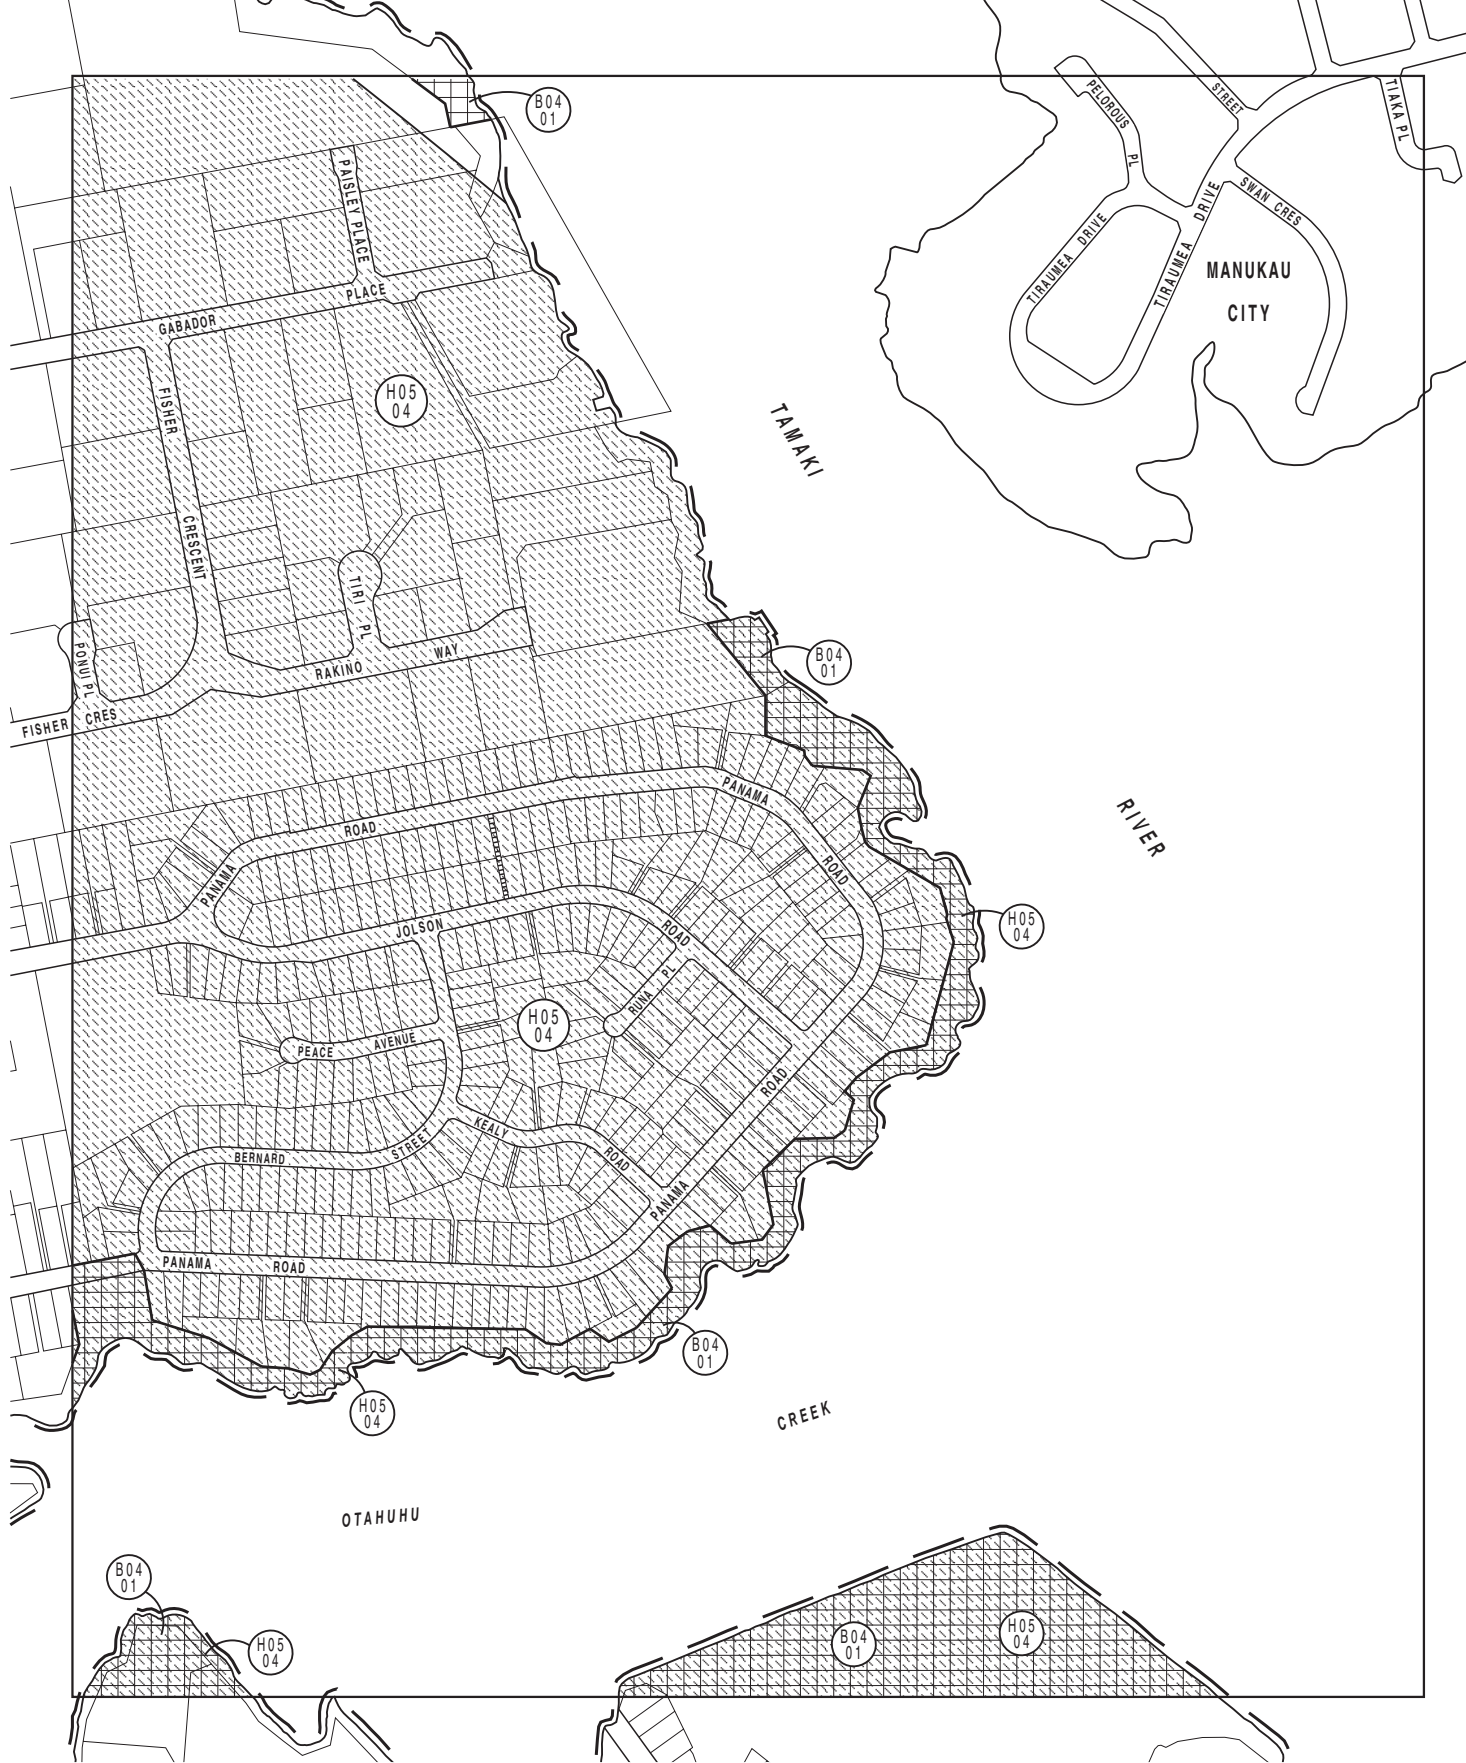 B04
01
STREET
TIAKA PL
PELOROUS
PL
SWAN CRES
DRIVE
TIRAUMEA DRIVE
TIRAUMEA
MANUKAU
CITY
PAISLEY PLACE
PLACE
GABADOR
FISHER
H05
04
TAMAKI
CRESCENT
TIRI PL
PONUI PL
RAKINO WAY
FISHER CRES
B04
01
PANAMA
ROAD
ROAD
PANAMA
RIVER
JOLSON
ROAD
H05
04
RUNA PL
H05
04
PEACE AVENUE
ROAD
KEALY
ROAD
BERNARD STREET
PANAMA
PANAMA ROAD
B04
01
H05
04
CREEK
OTAHUHU
B04
01
H05
04
B04
01
H05
04